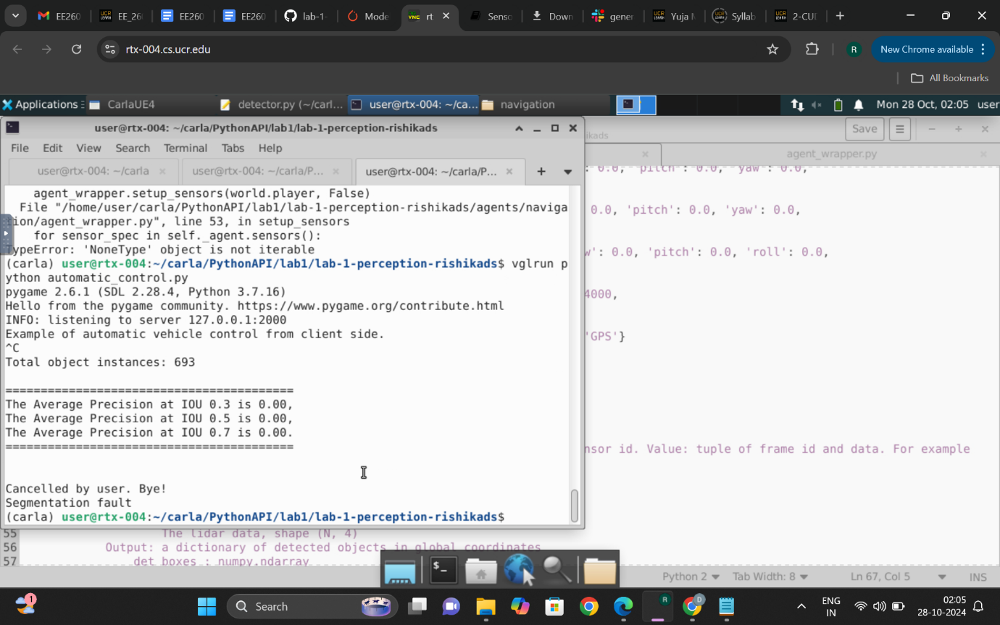 EE260
EE_26
EE260
EE260
lab-1-
Mode
rt
Senso
Down
gener
Yuja M
Syllab
2-CUD
rtx-004.cs.ucr.edu
R
New Chrome available
All Bookmarks
Applications
CarlaUE4
detector.py (~/carl...
user@rtx-004: ~/ca...
navigation
Mon 28 Oct, 02:05
user
user@rtx-004: ~/carla/PythonAPI/lab1/lab-1-perception-rishikads
Save
File Edit View Search Terminal Tabs Help
user@rtx-004: ~/carla
user@rtx-004: ~/carla/P...
user@rtx-004: ~/carla/P...
agent_wrapper.py
agent_wrapper.setup_sensors(world.player, False)
File "/home/user/carla/PythonAPI/lab1/lab-1-perception-rishikads/agents/naviga
tion/agent_wrapper.py", line 53, in setup_sensors
for sensor_spec in self._agent.sensors():
TypeError: 'NoneType' object is not iterable
(carla) user@rtx-004:~/carla/PythonAPI/lab1/lab-1-perception-rishikads$ vglrun p
ython automatic_control.py
pygame 2.6.1 (SDL 2.28.4, Python 3.7.16)
Hello from the pygame community. https://www.pygame.org/contribute.html
INFO: listening to server 127.0.0.1:2000
Example of automatic vehicle control from client side.
^C
Total object instances: 693
=========================================
The Average Precision at IOU 0.3 is 0.00,
The Average Precision at IOU 0.5 is 0.00,
The Average Precision at IOU 0.7 is 0.00.
=========================================
Cancelled by user. Bye!
Segmentation fault
(carla) user@rtx-004:~/carla/PythonAPI/lab1/lab-1-perception-rishikads$
: 0.0, 'pitch': 0.0, 'yaw': 0.0,
0.0, 'pitch': 0.0, 'yaw': 0.0,
w': 0.0, 'pitch': 0.0, 'roll': 0.0,
4000,
'GPS'}
nsor id. Value: tuple of frame id and data. For example
55 The lidar data, shape (N, 4)
56 Output: a dictionary of detected objects in global coordinates
57 det_boxes : numpy.ndarray
Python 2
Tab Width: 8
Ln 67, Col 5
INS
1
Search
R
D
ENG
IN
02:05
28-10-2024